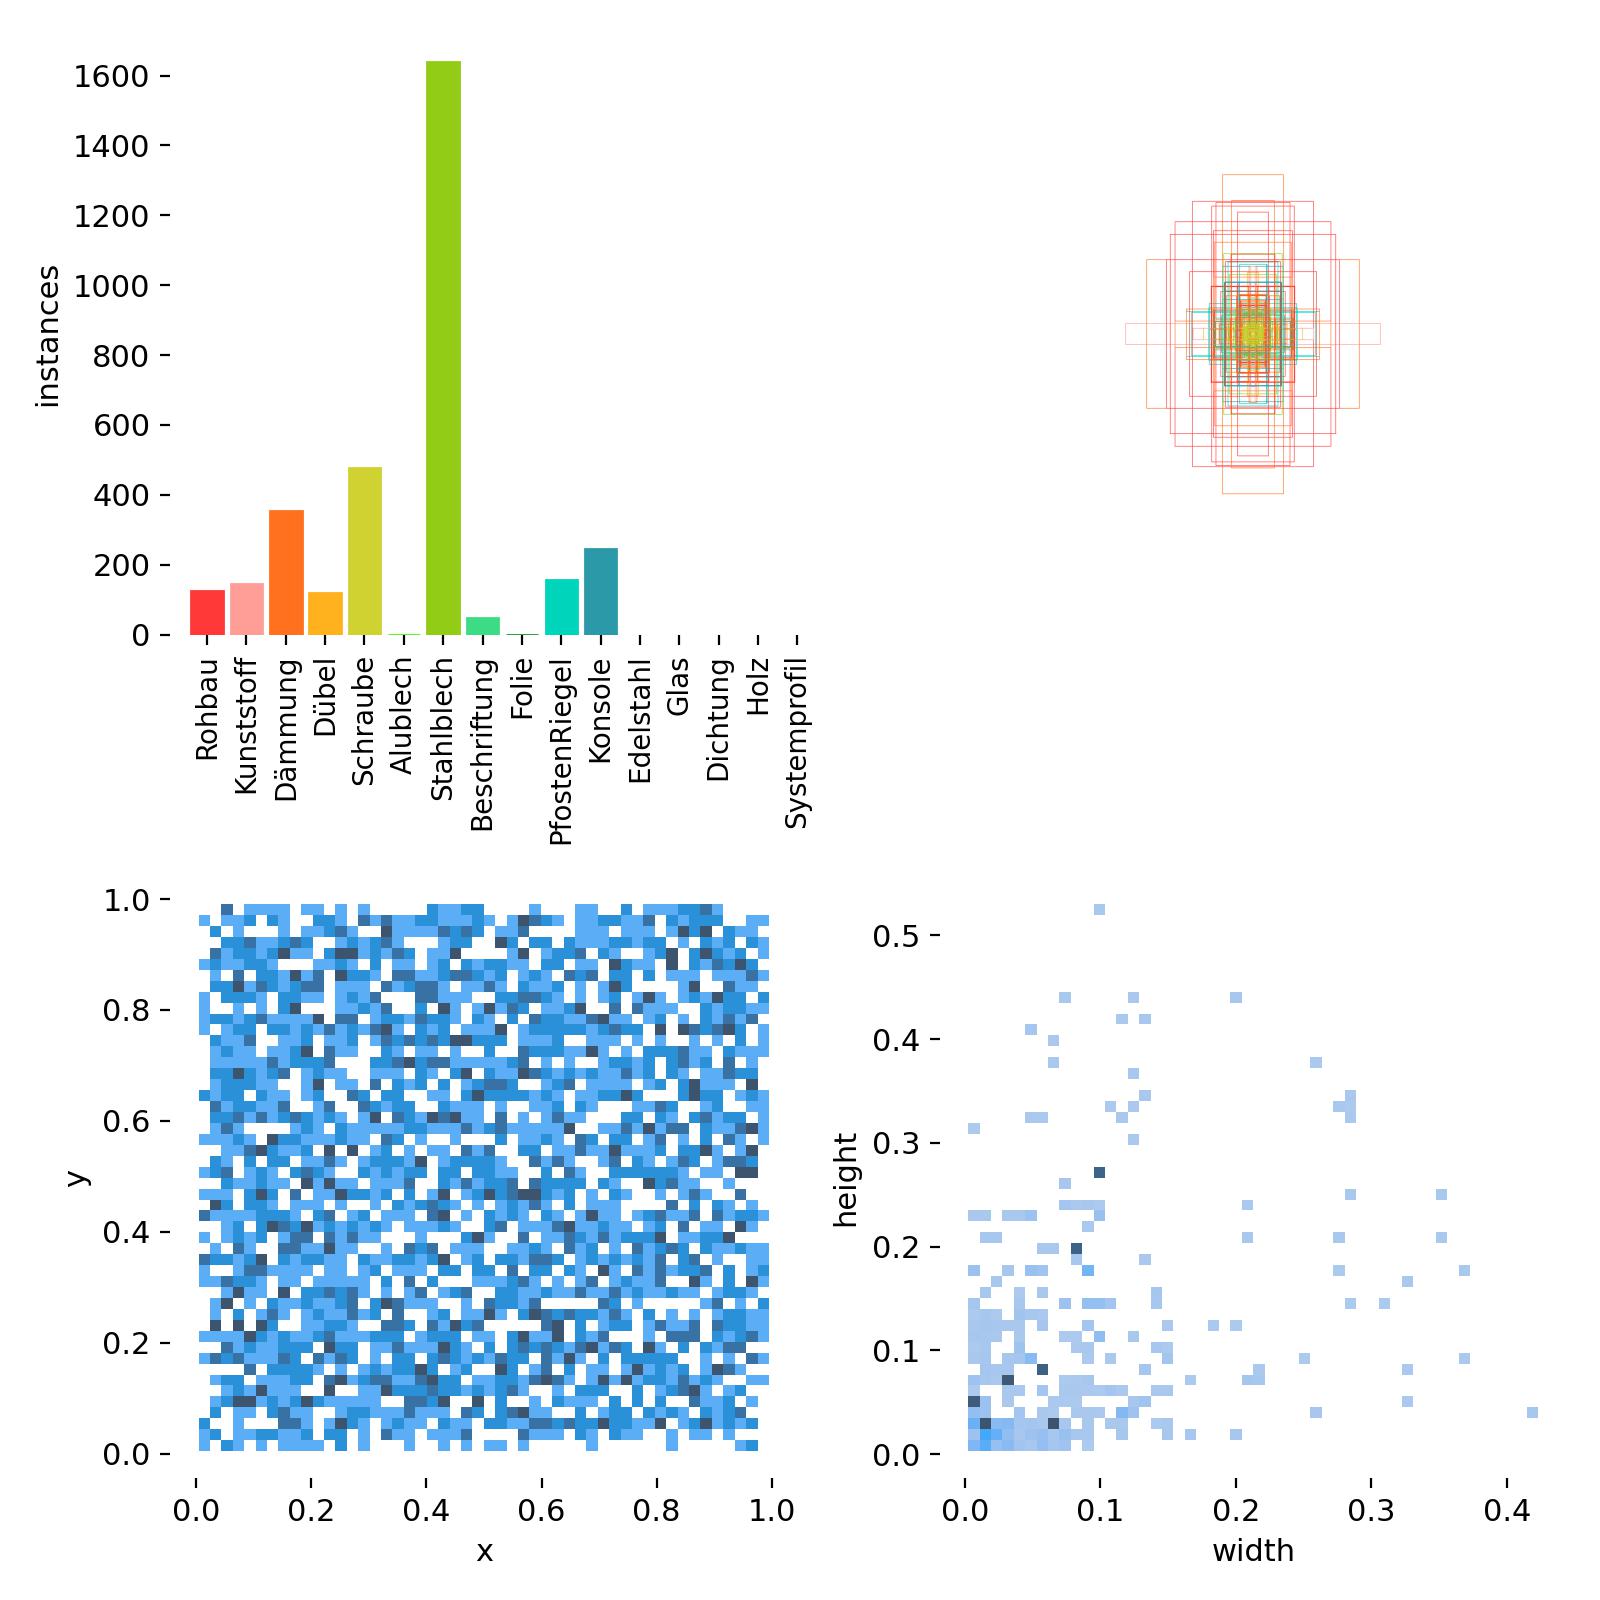 1600
1400
1200
1000
800
600
400
200
0
instances
Rohbau
Kunststoff
Dämmung
Dübel
Schraube
Alublech
Stahlblech
Beschriftung
Folie
PfostenRiegel
Konsole
Edelstahl
Glas
Dichtung
Holz
Systemprofil
1.0
0.8
0.6
0.4
0.2
0.0
y
0.0 0.2 0.4 0.6 0.8 1.0
x
0.5
0.4
0.3
0.2
0.1
0.0
height
0.0 0.1 0.2 0.3 0.4
width